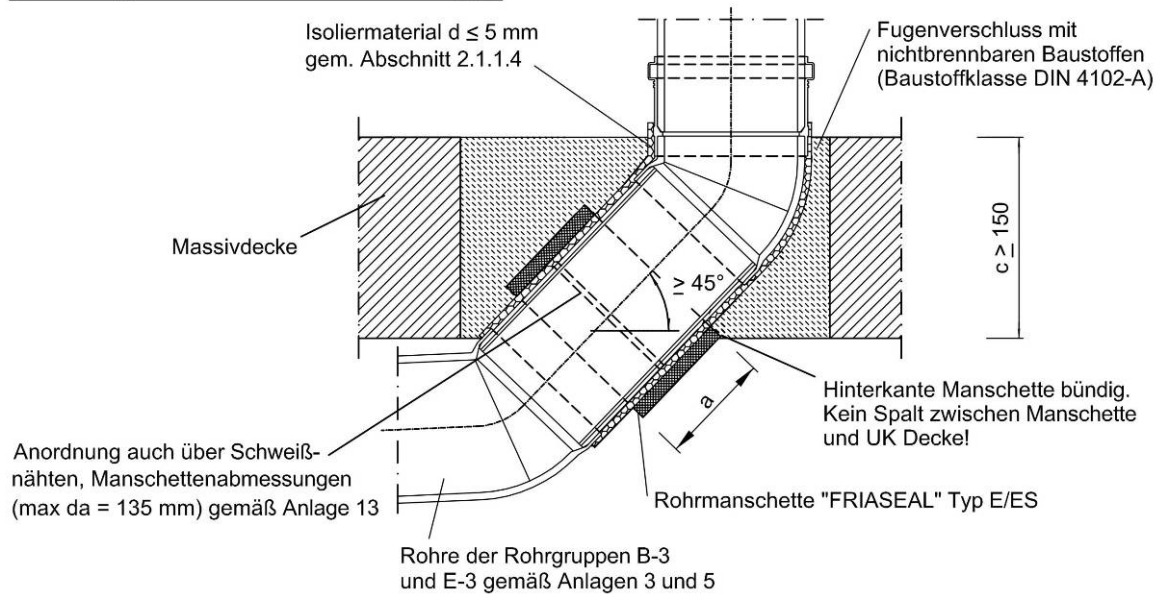 Isoliermaterial d ≤ 5 mm
gem. Abschnitt 2.1.1.4
Fugenverschluss mit
nichtbrennbaren Baustoffen
(Baustoffklasse DIN 4102-A)
Massivdecke
≥ 45°
c ≥ 150
a
Hinterkante Manschette bündig.
Kein Spalt zwischen Manschette
und UK Decke!
Anordnung auch über Schweiß-
nähten, Manschettenabmessungen
(max da = 135 mm) gemäß Anlage 13
Rohrmanschette "FRIASEAL" Typ E/ES
Rohre der Rohrgruppen B-3
und E-3 gemäß Anlagen 3 und 5